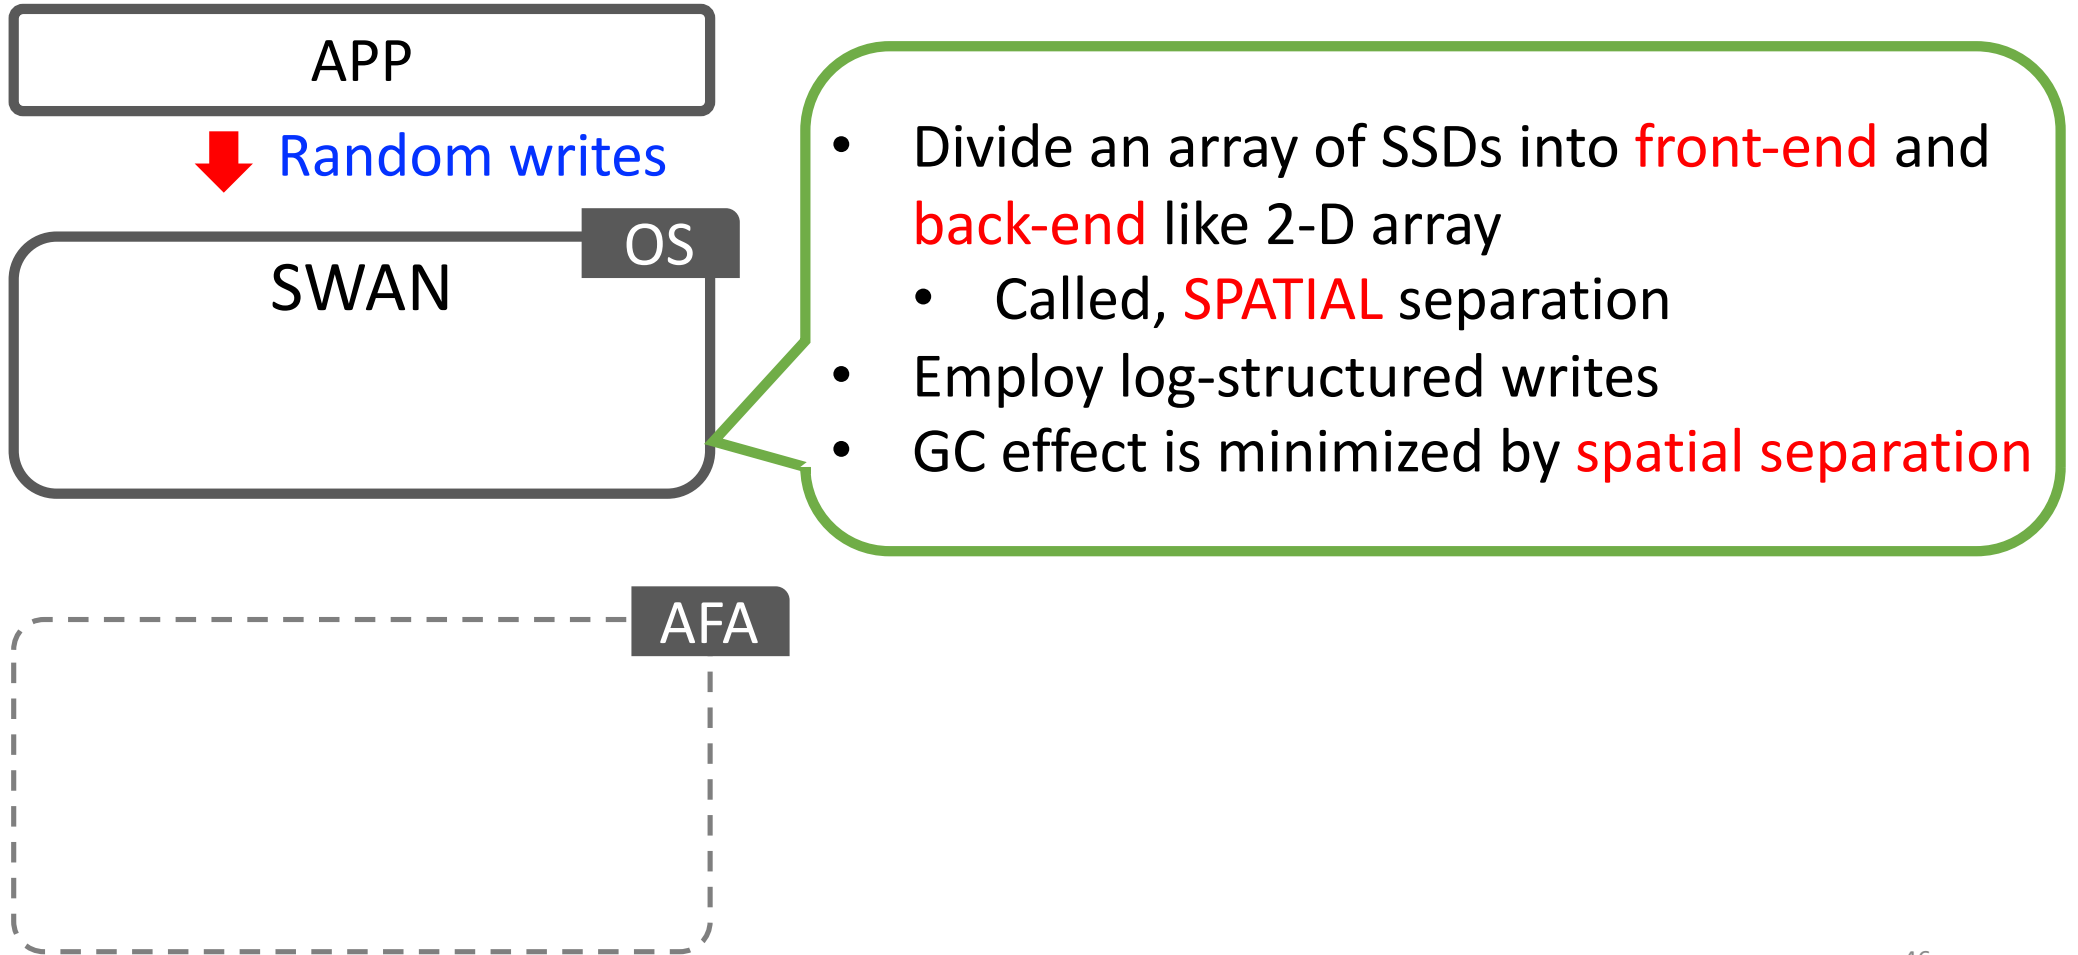 APP
Random writes
OS
SWAN
• Divide an array of SSDs into front-end and
back-end like 2-D array
• Called, SPATIAL separation
• Employ log-structured writes
• GC effect is minimized by spatial separation
AFA